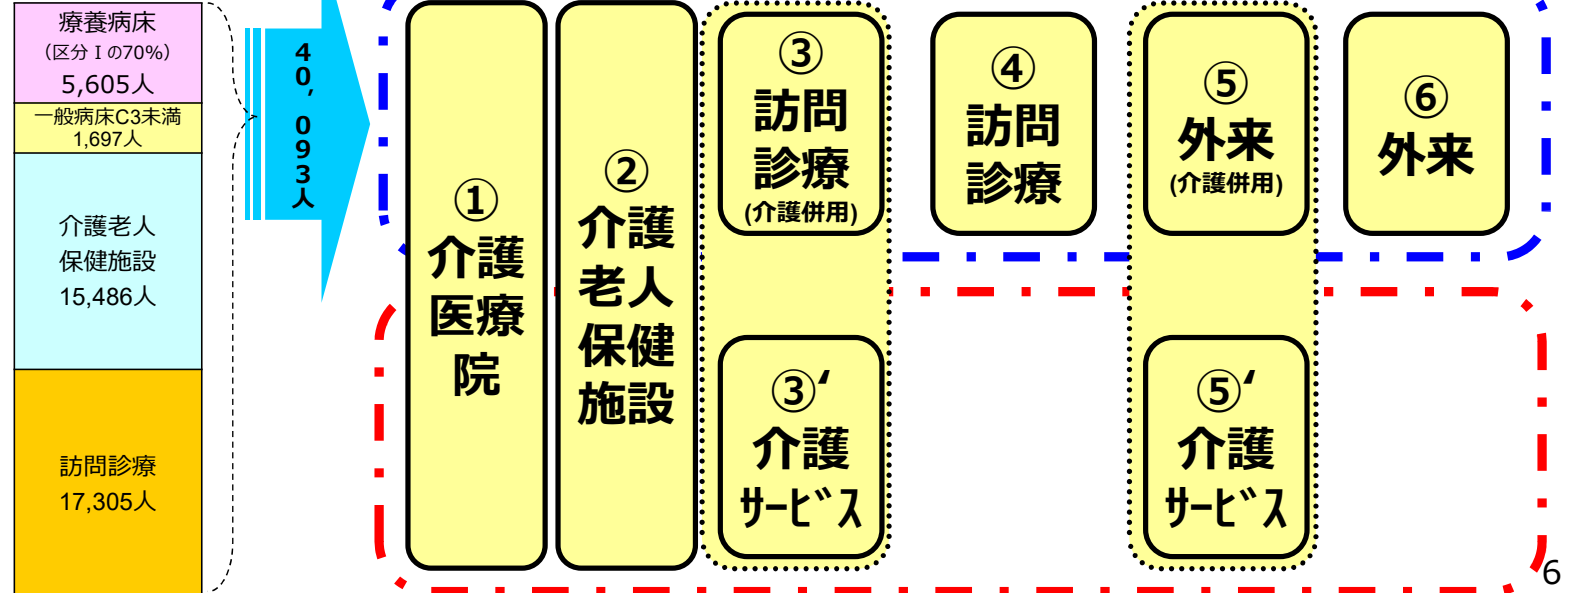 療養病床
（区分Ⅰの70%）
5,605人
一般病床C3未満
1,697人
介護老人
保健施設
15,486人
訪問診療
17,305人
40,093人
①
介護
医療
院
②
介護
老人
保健
施設
③
訪問
診療
(介護併用)
③‘
介護
ｻｰﾋﾞｽ
④
訪問
診療
⑤
外来
(介護併用)
⑤‘
介護
ｻｰﾋﾞｽ
⑥
外来
6